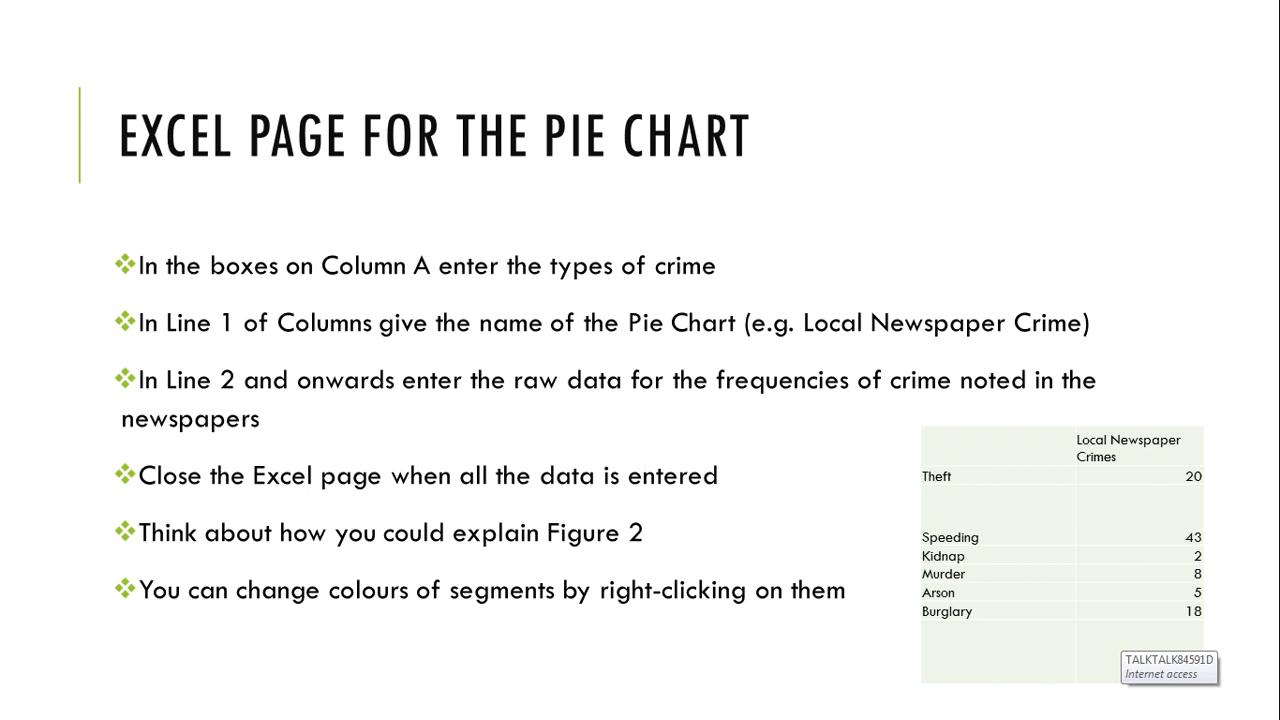 EXCEL PAGE FOR THE PIE CHART
In the boxes on Column A enter the types of crime
In Line 1 of Columns give the name of the Pie Chart (e.g. Local Newspaper Crime)
In Line 2 and onwards enter the raw data for the frequencies of crime noted in the
newspapers
Close the Excel page when all the data is entered
Think about how you could explain Figure 2
You can change colours of segments by right-clicking on them
Local Newspaper
Crimes
Theft 20
Speeding 43
Kidnap 2
Murder 8
Arson 5
Burglary 18
TALKTALK84591D
Internet access